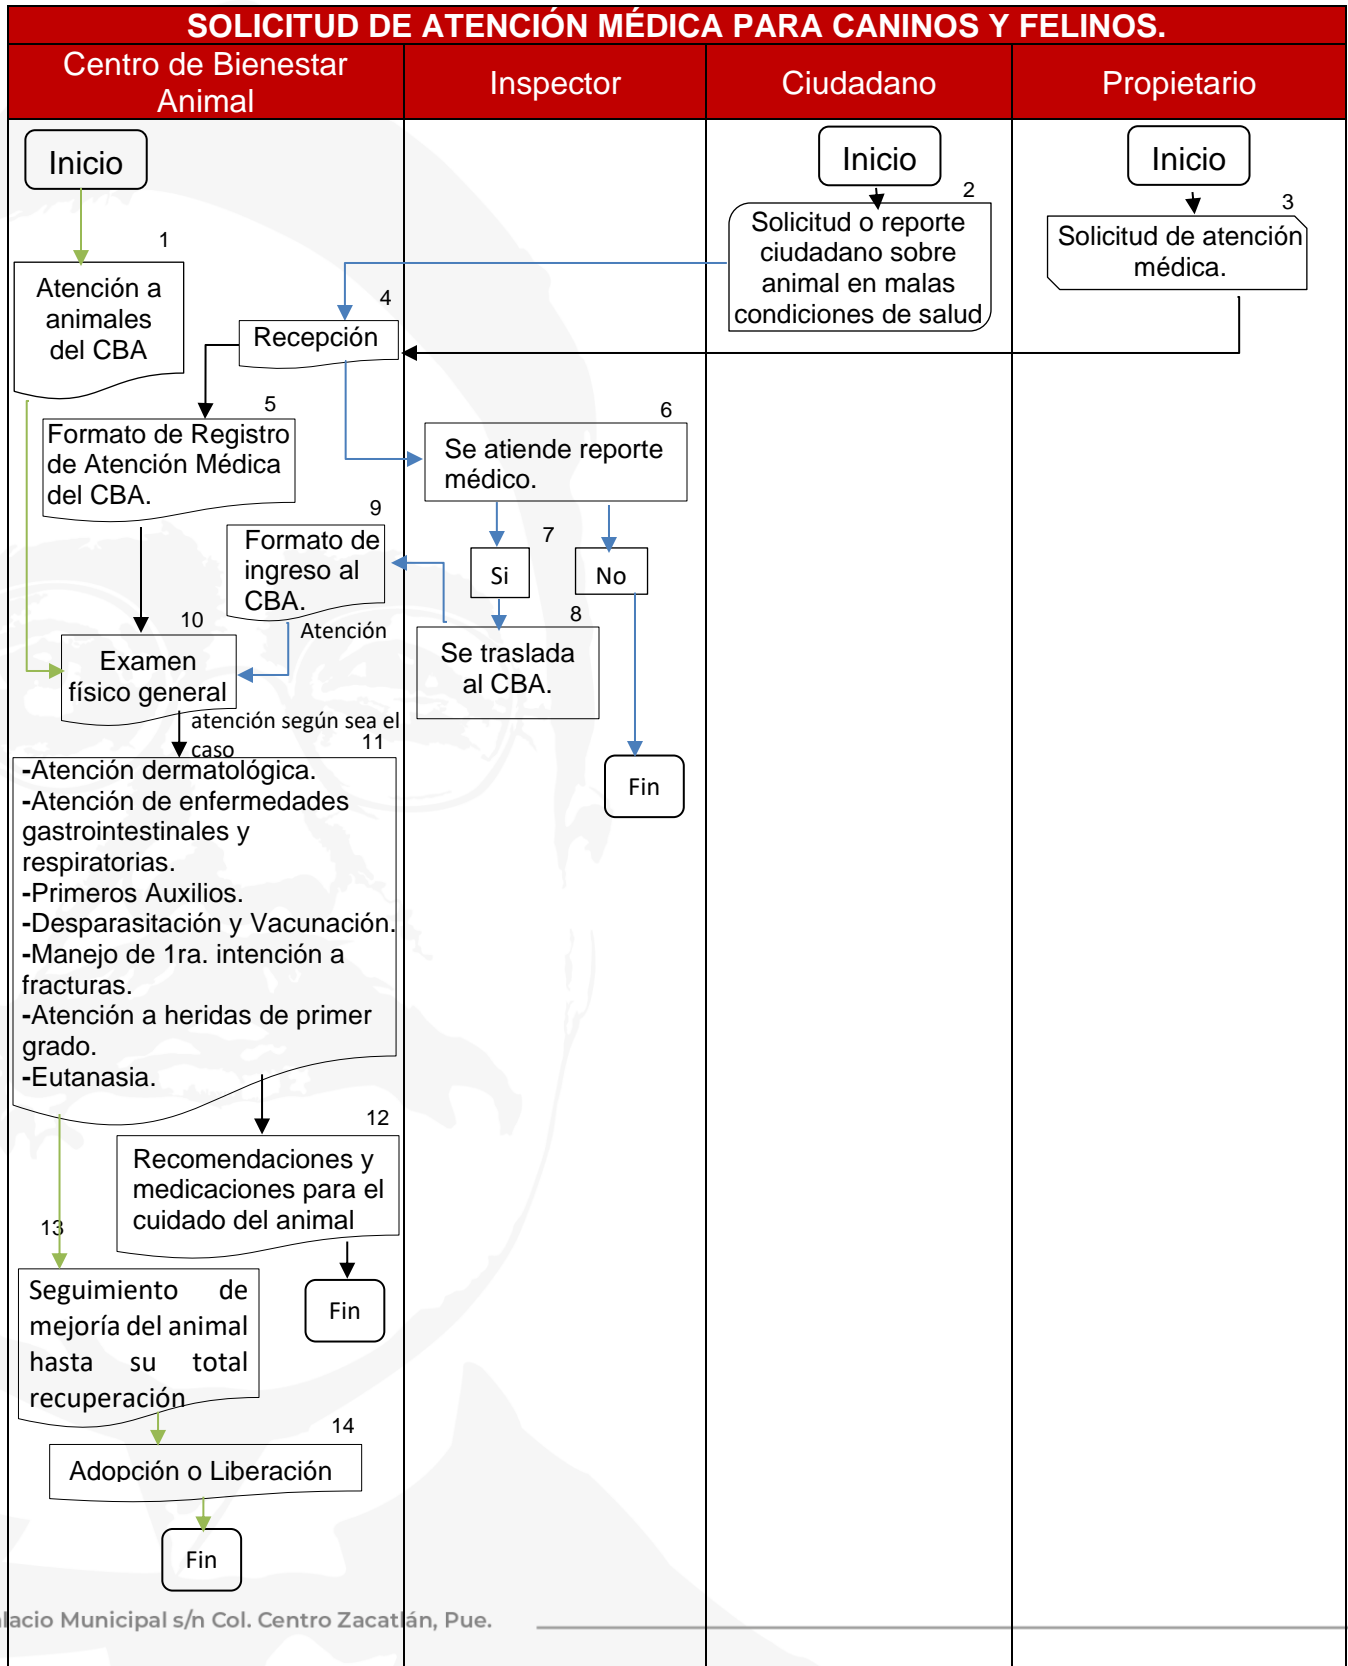 SOLICITUD DE ATENCIÓN MÉDICA PARA CANINOS Y FELINOS.
Centro de Bienestar
Animal
Inspector
Ciudadano
Propietario
Inicio
Inicio
Inicio
2
Solicitud o reporte
ciudadano sobre
animal en malas
condiciones de salud
3
Solicitud de atención
médica.
1
Atención a
animales
del CBA
4
Recepción
5
Formato de Registro
de Atención Médica
del CBA.
6
Se atiende reporte
médico.
7
Si
No
8
Se traslada
al CBA.
Fin
9
Formato de
ingreso al
CBA.
Atención
10
Examen
físico general
atención según sea el
caso
11
-Atención dermatológica.
-Atención de enfermedades
gastrointestinales y
respiratorias.
-Primeros Auxilios.
-Desparasitación y Vacunación.
-Manejo de 1ra. intención a
fracturas.
-Atención a heridas de primer
grado.
-Eutanasia.
12
Recomendaciones y
medicaciones para el
cuidado del animal
Fin
13
Seguimiento de
mejoría del animal
hasta su total
recuperación
14
Adopción o Liberación
Fin
lacio Municipal s/n Col. Centro Zacatlán, Pue.